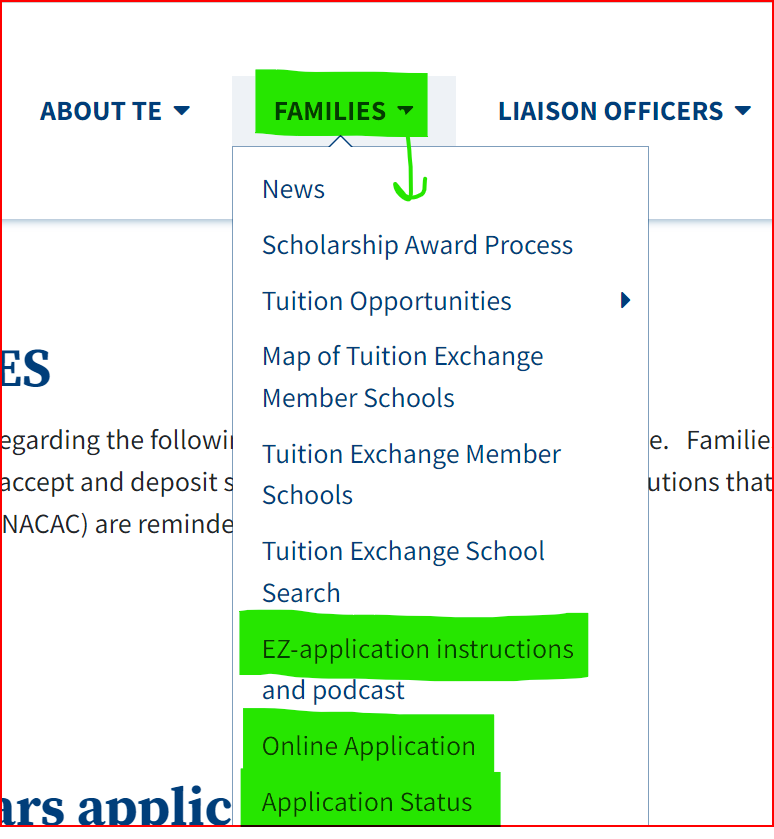 ABOUT TE
FAMILIES
LIAISON OFFICERS
News
Scholarship Award Process
Tuition Opportunities
Map of Tuition Exchange
Member Schools
Tuition Exchange Member
Schools
Tuition Exchange School
Search
EZ-application instructions
and podcast
Online Application
Application Status
ES
egarding the followin
e. Familie
accept and deposit s
utions that
NACAC) are reminde
ars applic